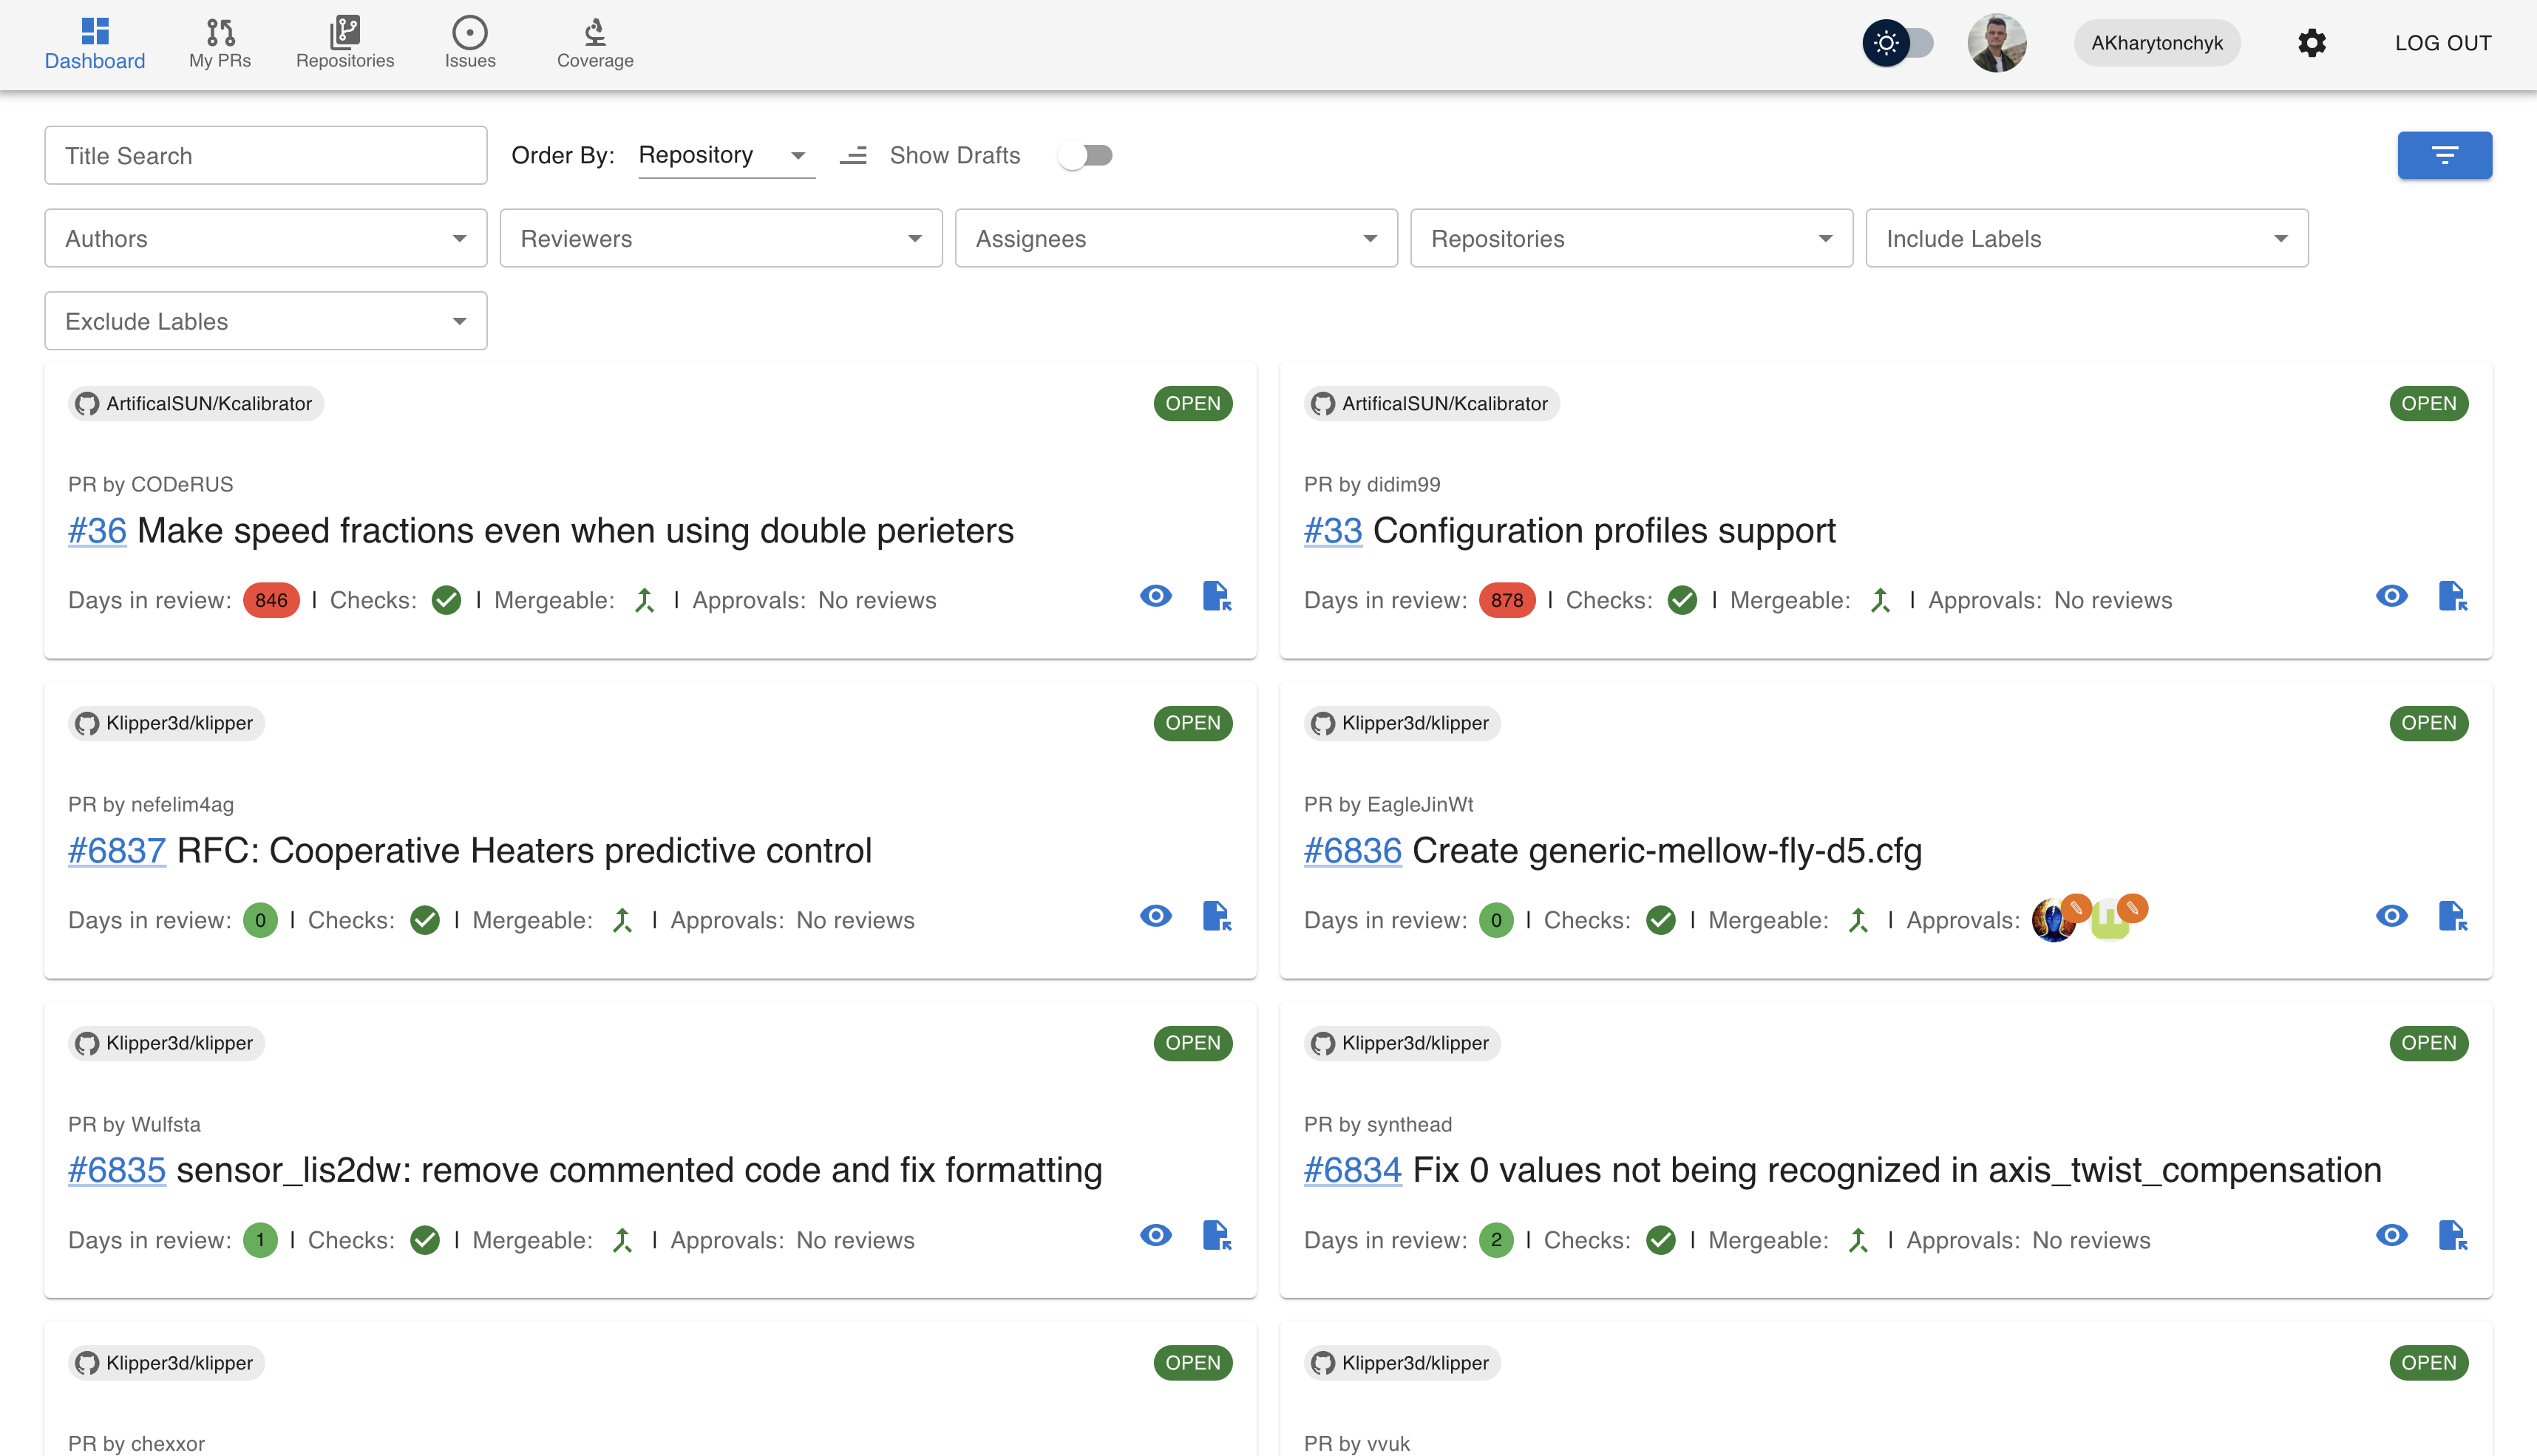 Dashboard
My PRs
Repositories
Issues
Coverage
AKharytonchyk
LOG OUT
Title Search
Order By:
Repository
Show Drafts
Authors
Reviewers
Assignees
Repositories
Include Labels
Exclude Lables
ArtificalSUN/Kcalibrator
OPEN
PR by CODeRUS
#36 Make speed fractions even when using double perieters
Days in review: 846 | Checks: | Mergeable: | Approvals: No reviews
ArtificalSUN/Kcalibrator
OPEN
PR by didim99
#33 Configuration profiles support
Days in review: 878 | Checks: | Mergeable: | Approvals: No reviews
Klipper3d/klipper
OPEN
PR by nefelim4ag
#6837 RFC: Cooperative Heaters predictive control
Days in review: 0 | Checks: | Mergeable: | Approvals: No reviews
Klipper3d/klipper
OPEN
PR by EagleJinWt
#6836 Create generic-mellow-fly-d5.cfg
Days in review: 0 | Checks: | Mergeable: | Approvals:
Klipper3d/klipper
OPEN
PR by Wulfsta
#6835 sensor_lis2dw: remove commented code and fix formatting
Days in review: 1 | Checks: | Mergeable: | Approvals: No reviews
Klipper3d/klipper
OPEN
PR by synthead
#6834 Fix 0 values not being recognized in axis_twist_compensation
Days in review: 2 | Checks: | Mergeable: | Approvals: No reviews
Klipper3d/klipper
OPEN
PR by chexxor
Klipper3d/klipper
OPEN
PR by vvuk